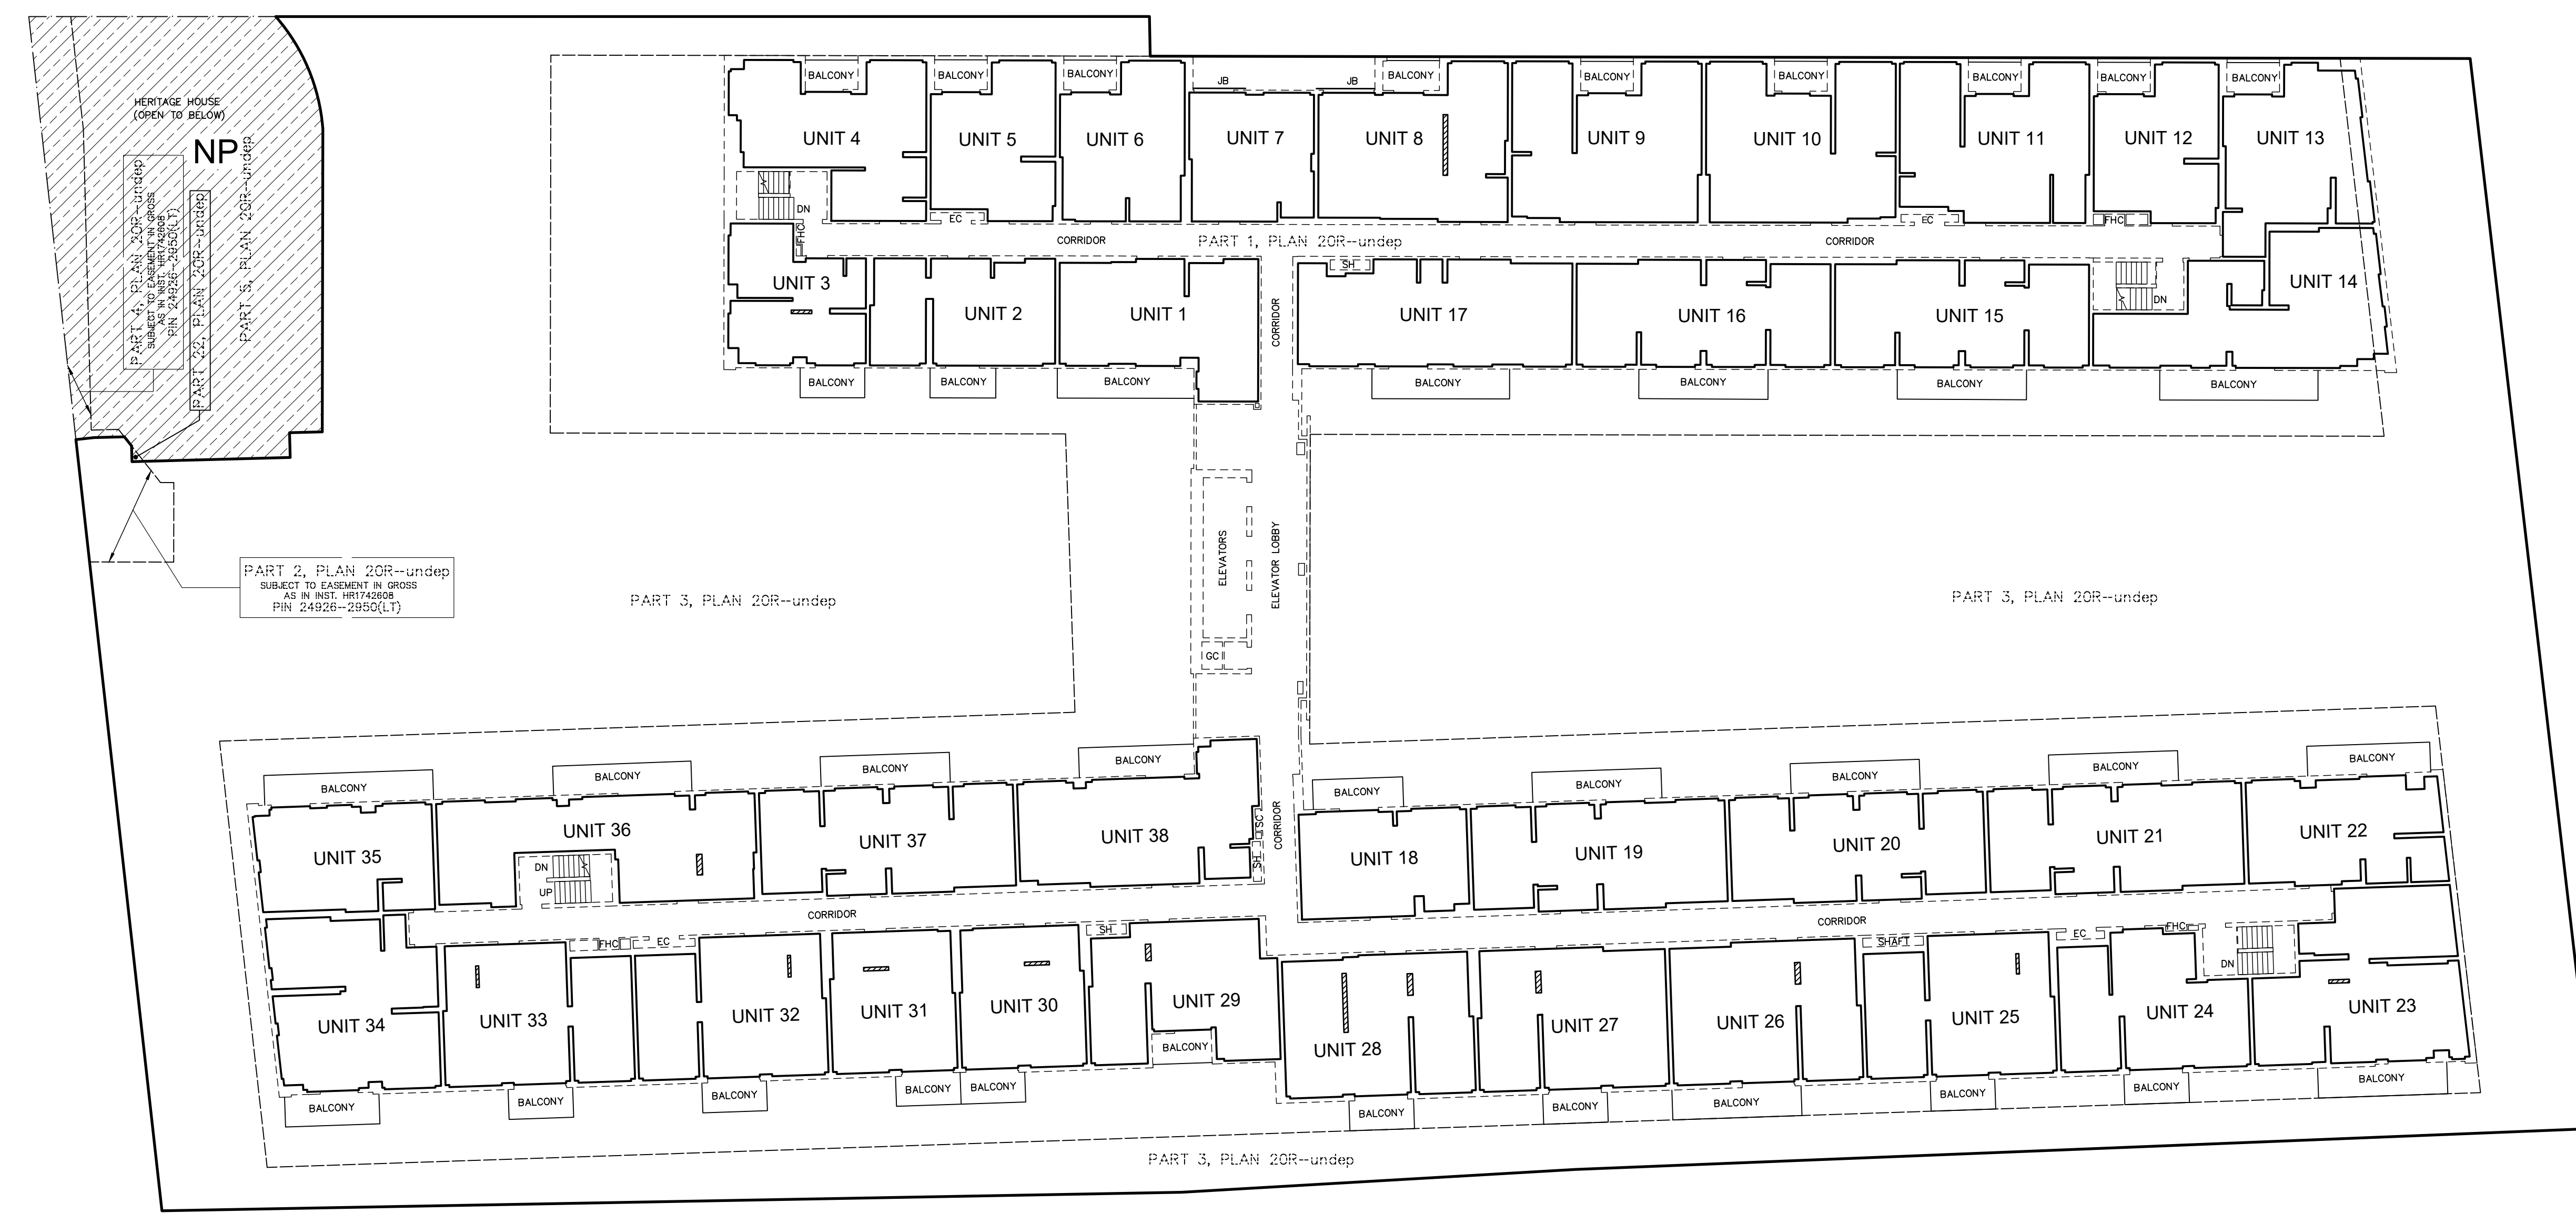 HERITAGE HOUSE
(OPEN TO BELOW)
NP
PART 4, PLAN 20R--undep
SUBJECT TO EASEMENT IN GROSS
AS IN INST. HR1742608
PIN 24926--2950(LT)
PART 22, PLAN 20R--undep
PART 5, PLAN 20R--undep
PART 2, PLAN 20R--undep
SUBJECT TO EASEMENT IN GROSS
AS IN INST. HR1742608
PIN 24926--2950(LT)
BALCONY
BALCONY
BALCONY
JB
JB
BALCONY
BALCONY
BALCONY
BALCONY
BALCONY
BALCONY
UNIT 4
UNIT 5
UNIT 6
UNIT 7
UNIT 8
UNIT 9
UNIT 10
UNIT 11
UNIT 12
UNIT 13
DN
EC
EC
FHC
FHC
CORRIDOR
PART 1, PLAN 20R--undep
CORRIDOR
SH
UNIT 3
UNIT 2
UNIT 1
CORRIDOR
UNIT 17
UNIT 16
UNIT 15
DN
UNIT 14
BALCONY
BALCONY
BALCONY
BALCONY
BALCONY
BALCONY
BALCONY
ELEVATORS
ELEVATOR LOBBY
GC
PART 3, PLAN 20R--undep
PART 3, PLAN 20R--undep
BALCONY
BALCONY
BALCONY
BALCONY
BALCONY
BALCONY
BALCONY
BALCONY
BALCONY
UNIT 35
UNIT 36
UNIT 37
UNIT 38
SC
SH
CORRIDOR
UNIT 18
UNIT 19
UNIT 20
UNIT 21
UNIT 22
DN
UP
CORRIDOR
CORRIDOR
FHC
EC
SH
SHAFT
EC
FHC
DN
UNIT 34
UNIT 33
UNIT 32
UNIT 31
UNIT 30
UNIT 29
UNIT 28
UNIT 27
UNIT 26
UNIT 25
UNIT 24
UNIT 23
BALCONY
BALCONY
BALCONY
BALCONY
BALCONY
BALCONY
BALCONY
BALCONY
BALCONY
BALCONY
BALCONY
BALCONY
PART 3, PLAN 20R--undep